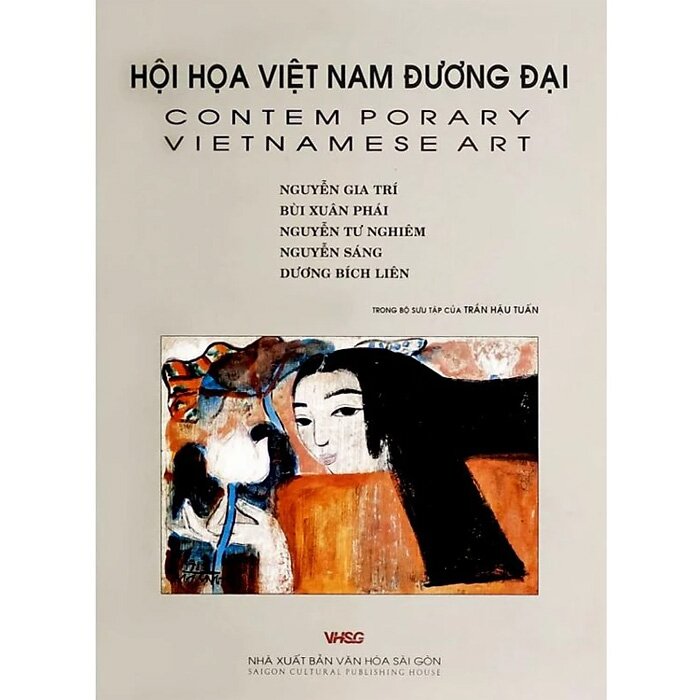 HỘI HỌA VIỆT NAM ĐƯƠNG ĐẠI
CONTEM PORARY
VIETNAMESE ART
NGUYỄN GIA TRÍ
BÙI XUÂN PHÁI
NGUYỄN TƯ NGHIÊM
NGUYỄN SÁNG
DƯƠNG BÍCH LIÊN
TRONG BỘ SƯU TẬP CỦA TRẦN HẬU TUẤN
VHSG
NHÀ XUẤT BẢN VĂN HÓA SÀI GÒN
SAIGON CULTURAL PUBLISHING HOUSE